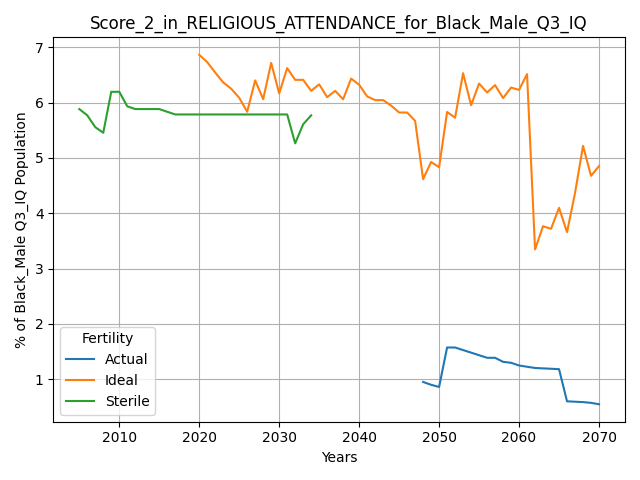 Score_2_in_RELIGIOUS_ATTENDANCE_for_Black_Male_Q3_IQ
% of Black_Male Q3_IQ Population
7
6
5
4
3
2
1
Fertility
Actual
Ideal
Sterile
2010 2020 2030 2040 2050 2060 2070
Years